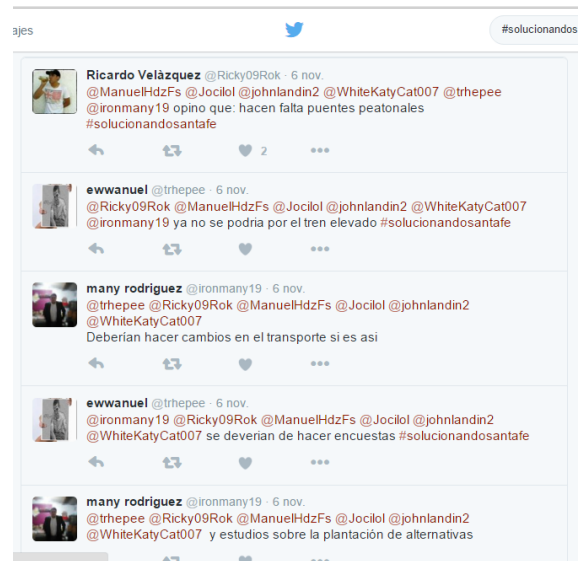 ajes
#solucionandos
Ricardo Velàzquez @Ricky09Rok · 6 nov.
@ManuelHdzFs @Jocilol @johnlandin2 @WhiteKatyCat007 @trhepee
@ironmany19 opino que: hacen falta puentes peatonales
#solucionandosantafe
2
ewwanuel @trhepee · 6 nov.
@Ricky09Rok @ManuelHdzFs @Jocilol @johnlandin2 @WhiteKatyCat007
@ironmany19 ya no se podria por el tren elevado #solucionandosantafe
many rodriguez @ironmany19 · 6 nov.
@trhepee @Ricky09Rok @ManuelHdzFs @Jocilol @johnlandin2
@WhiteKatyCat007
Deberían hacer cambios en el transporte si es asi
ewwanuel @trhepee · 6 nov.
@ironmany19 @Ricky09Rok @ManuelHdzFs @Jocilol @johnlandin2
@WhiteKatyCat007 se deverian de hacer encuestas #solucionandosantafe
many rodriguez @ironmany19 · 6 nov.
@trhepee @Ricky09Rok @ManuelHdzFs @Jocilol @johnlandin2
@WhiteKatyCat007 y estudios sobre la plantación de alternativas